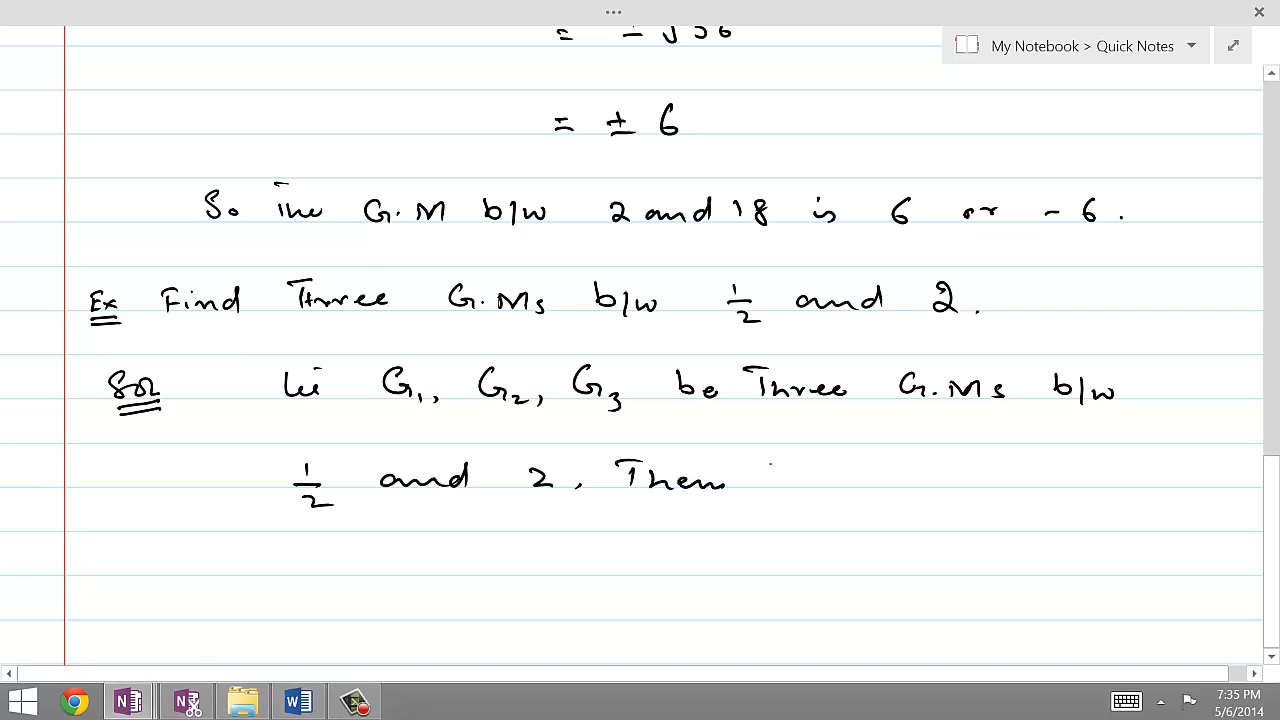 = ± √36
My Notebook > Quick Notes
= ± 6
So The G.M b/w 2 and 18 is 6 or - 6 .
Ex Find Three G.Ms b/w 1/2 and 2 .
Sol Let G1, G2, G3 be Three G.Ms b/w
1/2 and 2 . Then
7:35 PM
5/6/2014